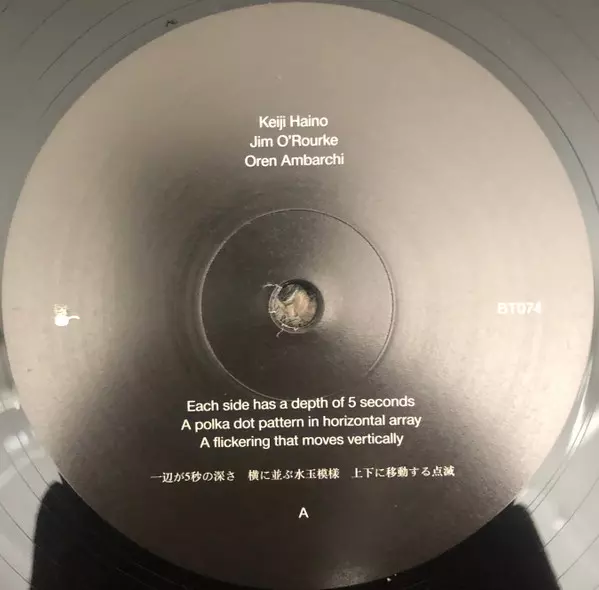 Keiji Haino
Jim O'Rourke
Oren Ambarchi
BT074
Each side has a depth of 5 seconds
A polka dot pattern in horizontal array
A flickering that moves vertically
一辺が5秒の深さ 横に並ぶ水玉模様 上下に移動する点滅
A